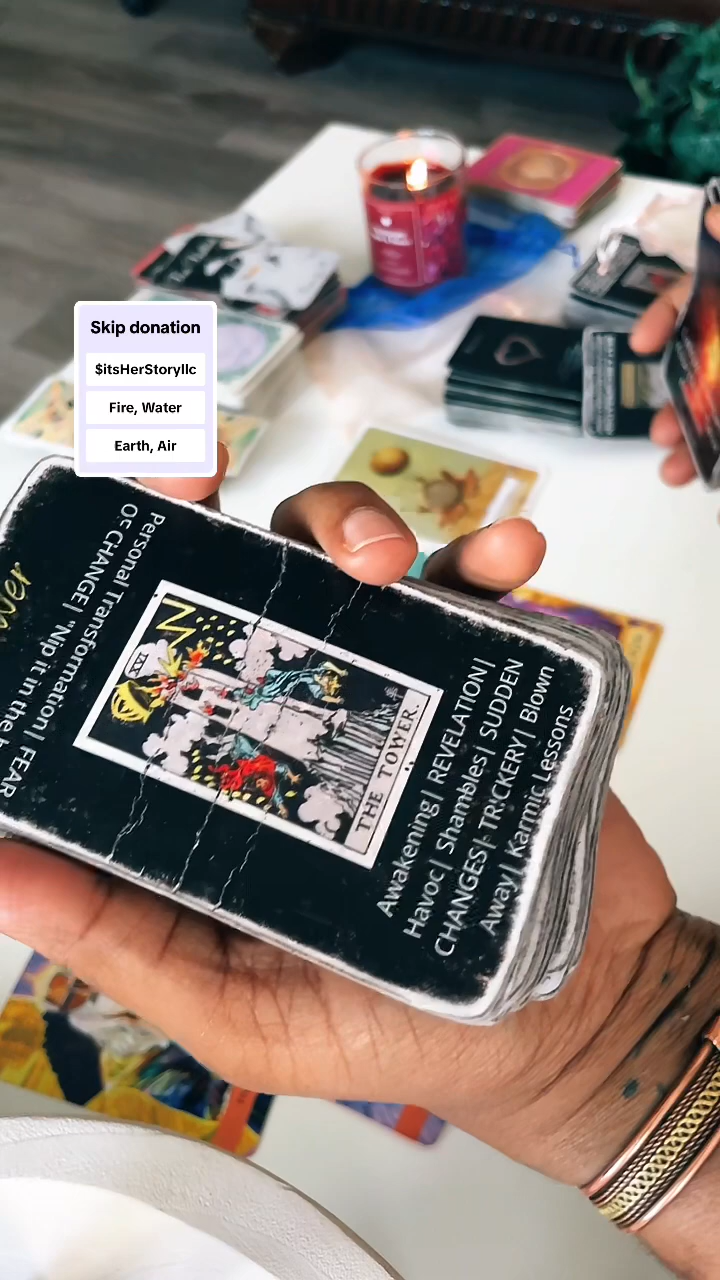 Skip donation
$itsHerStoryllc
Fire, Water
Earth, Air
Personal Transformation| FEAR
OF CHANGE| "Nip it in the
XVI
THE TOWER.
Awakening| REVELATION|
Havoc| Shambles| SUDDEN
CHANGES|- TRICKERY| Blown
Away| Karmic Lessons